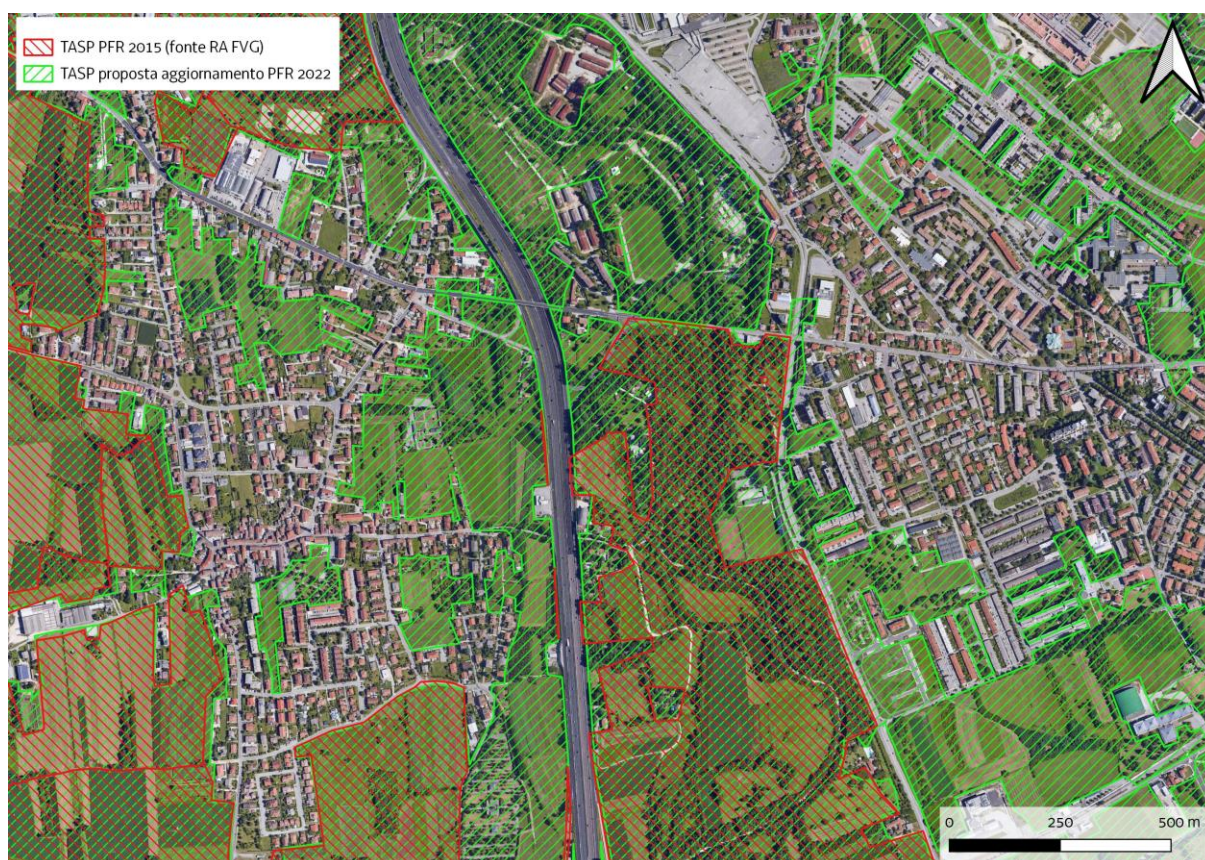 TASP PFR 2015 (fonte RA FVG)
TASP proposta aggiornamento PFR 2022
0 250 500 m